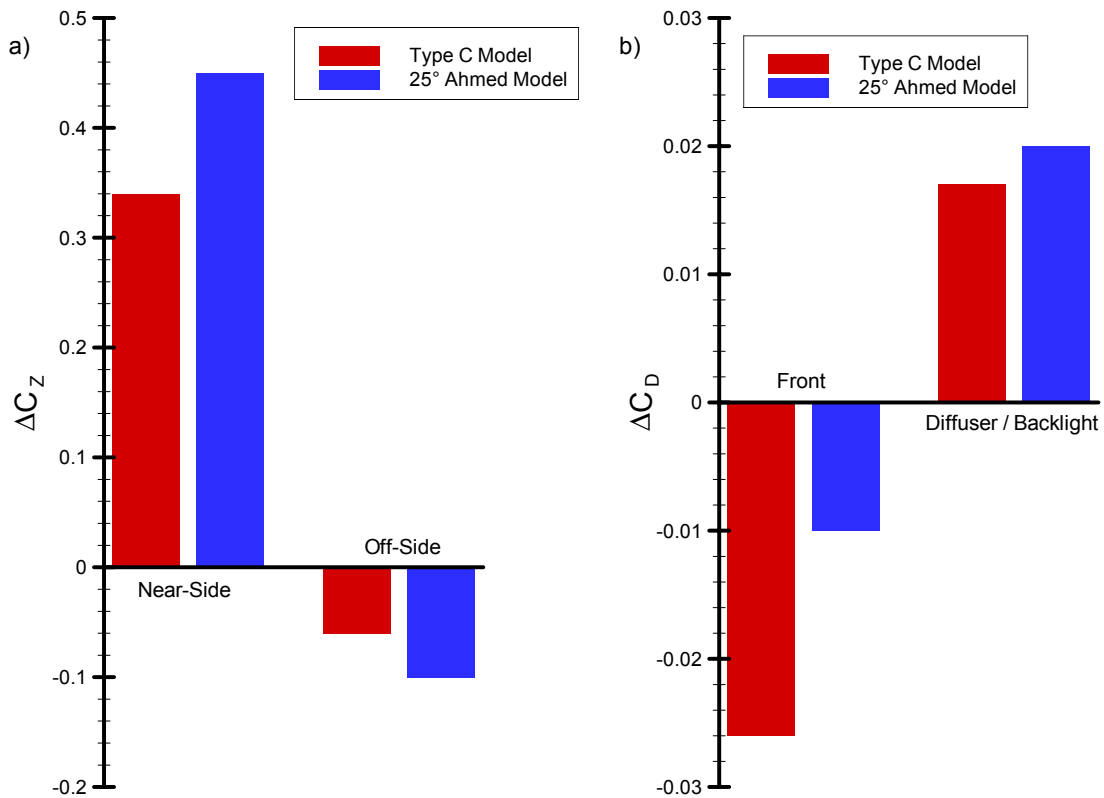 a)
Type C Model
25° Ahmed Model
0.5
0.4
0.3
0.2
0.1
0
-0.1
-0.2
ΔC_Z
Near-Side
Off-Side
b)
Type C Model
25° Ahmed Model
0.03
0.02
0.01
0
-0.01
-0.02
-0.03
ΔC_D
Front
Diffuser / Backlight